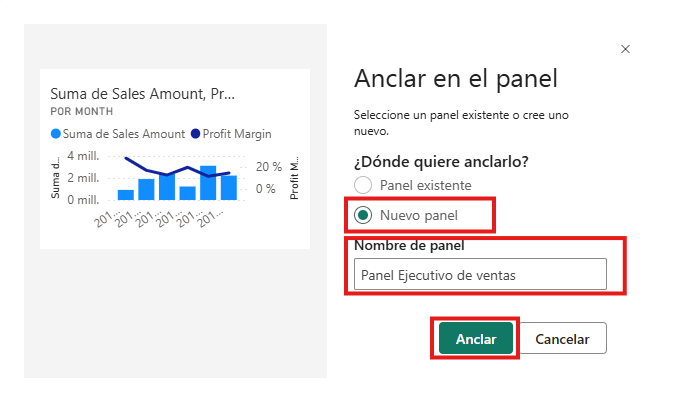 Suma de Sales Amount, Pr...
POR MONTH
Suma de Sales Amount Profit Margin
Suma d...
4 mill.
2 mill.
0 mill.
20 %
0 %
Profit M...
201... 201... 201... 201... 201...
Anclar en el panel
Seleccione un panel existente o cree uno
nuevo.
¿Dónde quiere anclarlo?
Panel existente
Nuevo panel
Nombre de panel
Panel Ejecutivo de ventas
Anclar Cancelar